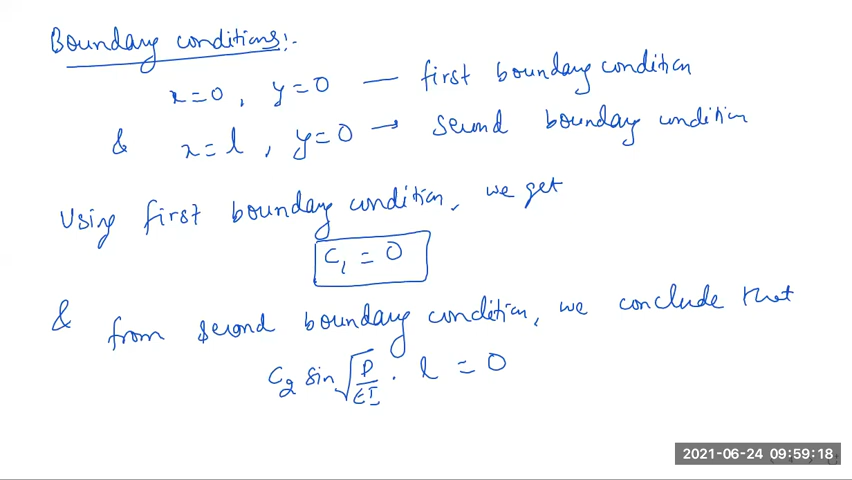 Boundary conditions:-
x=0, y=0 — first boundary condition
& x=l, y=0 → second boundary condition
Using first boundary condition, we get
C₁ = 0
& from second boundary condition, we conclude that
C₂ sin √(P/EI) . l = 0
2021-06-24 09:59:18